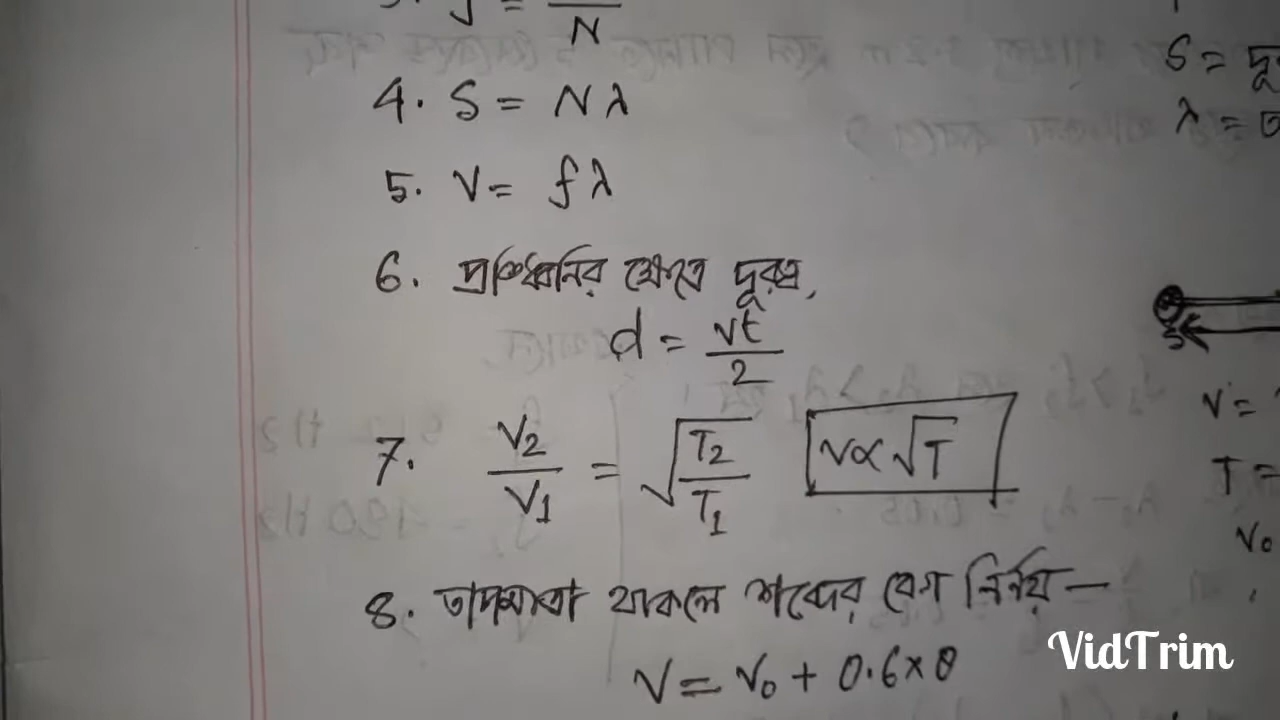 N
4. S = Nλ
5. V = fλ
6. প্রতিধ্বনির ক্ষেত্রে দূরত্ব,
d = vt/2
7. V₂/V₁ = √(T₂/T₁) v∝√T
8. তাপমাত্রা থাকলে শব্দের বেগ নির্নয় —
V = V₀ + 0.6×θ
S =
λ =
V =
T =
V₀
VidTrim